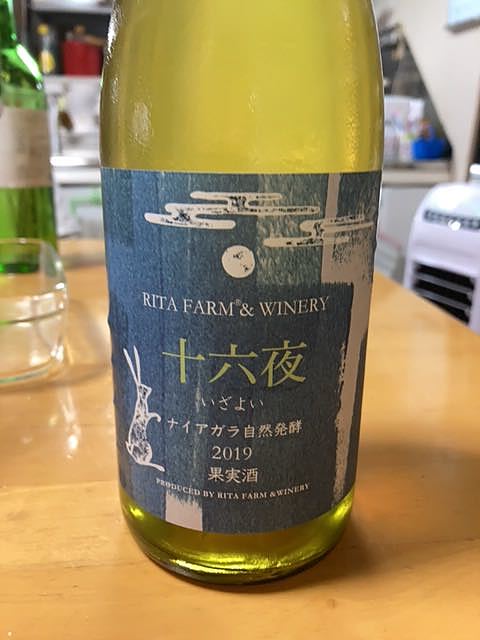 RITA FARM® & WINERY
十六夜
いざよい
ナイアガラ自然発酵
2019
果実酒
PRODUCED BY RITA FARM & WINERY